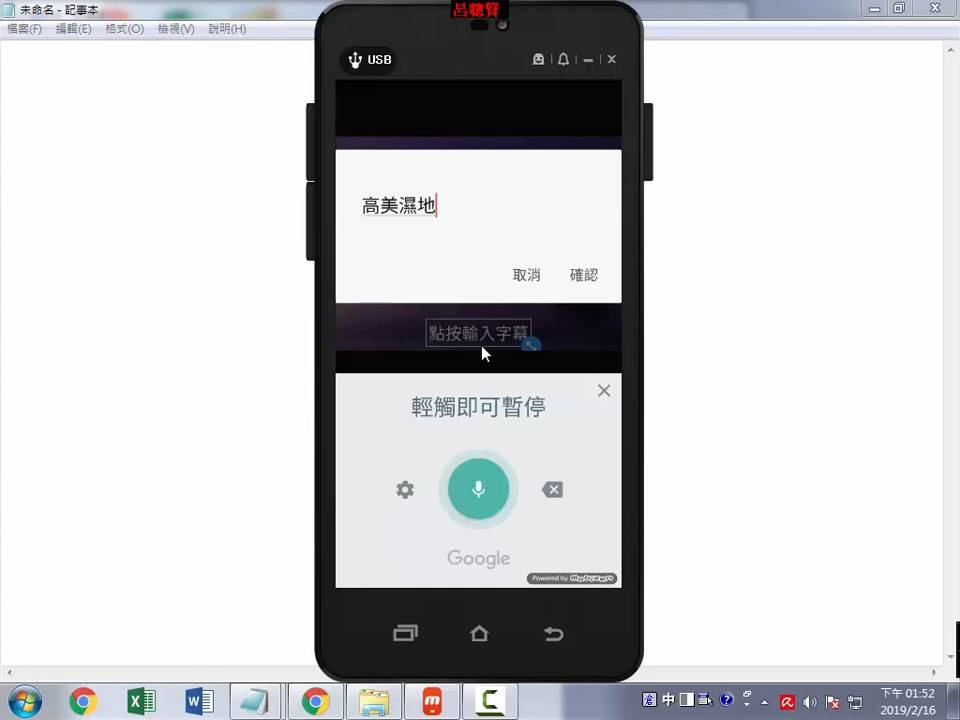 未命名 - 記事本
呂聰賢
檔案(F) 編輯(E) 格式(O) 檢視(V) 說明(H)
USB
高美濕地
取消 確認
點按輸入字幕
輕觸即可暫停
Google
Powered by Mobizen
倉 中
下午 01:52
2019/2/16